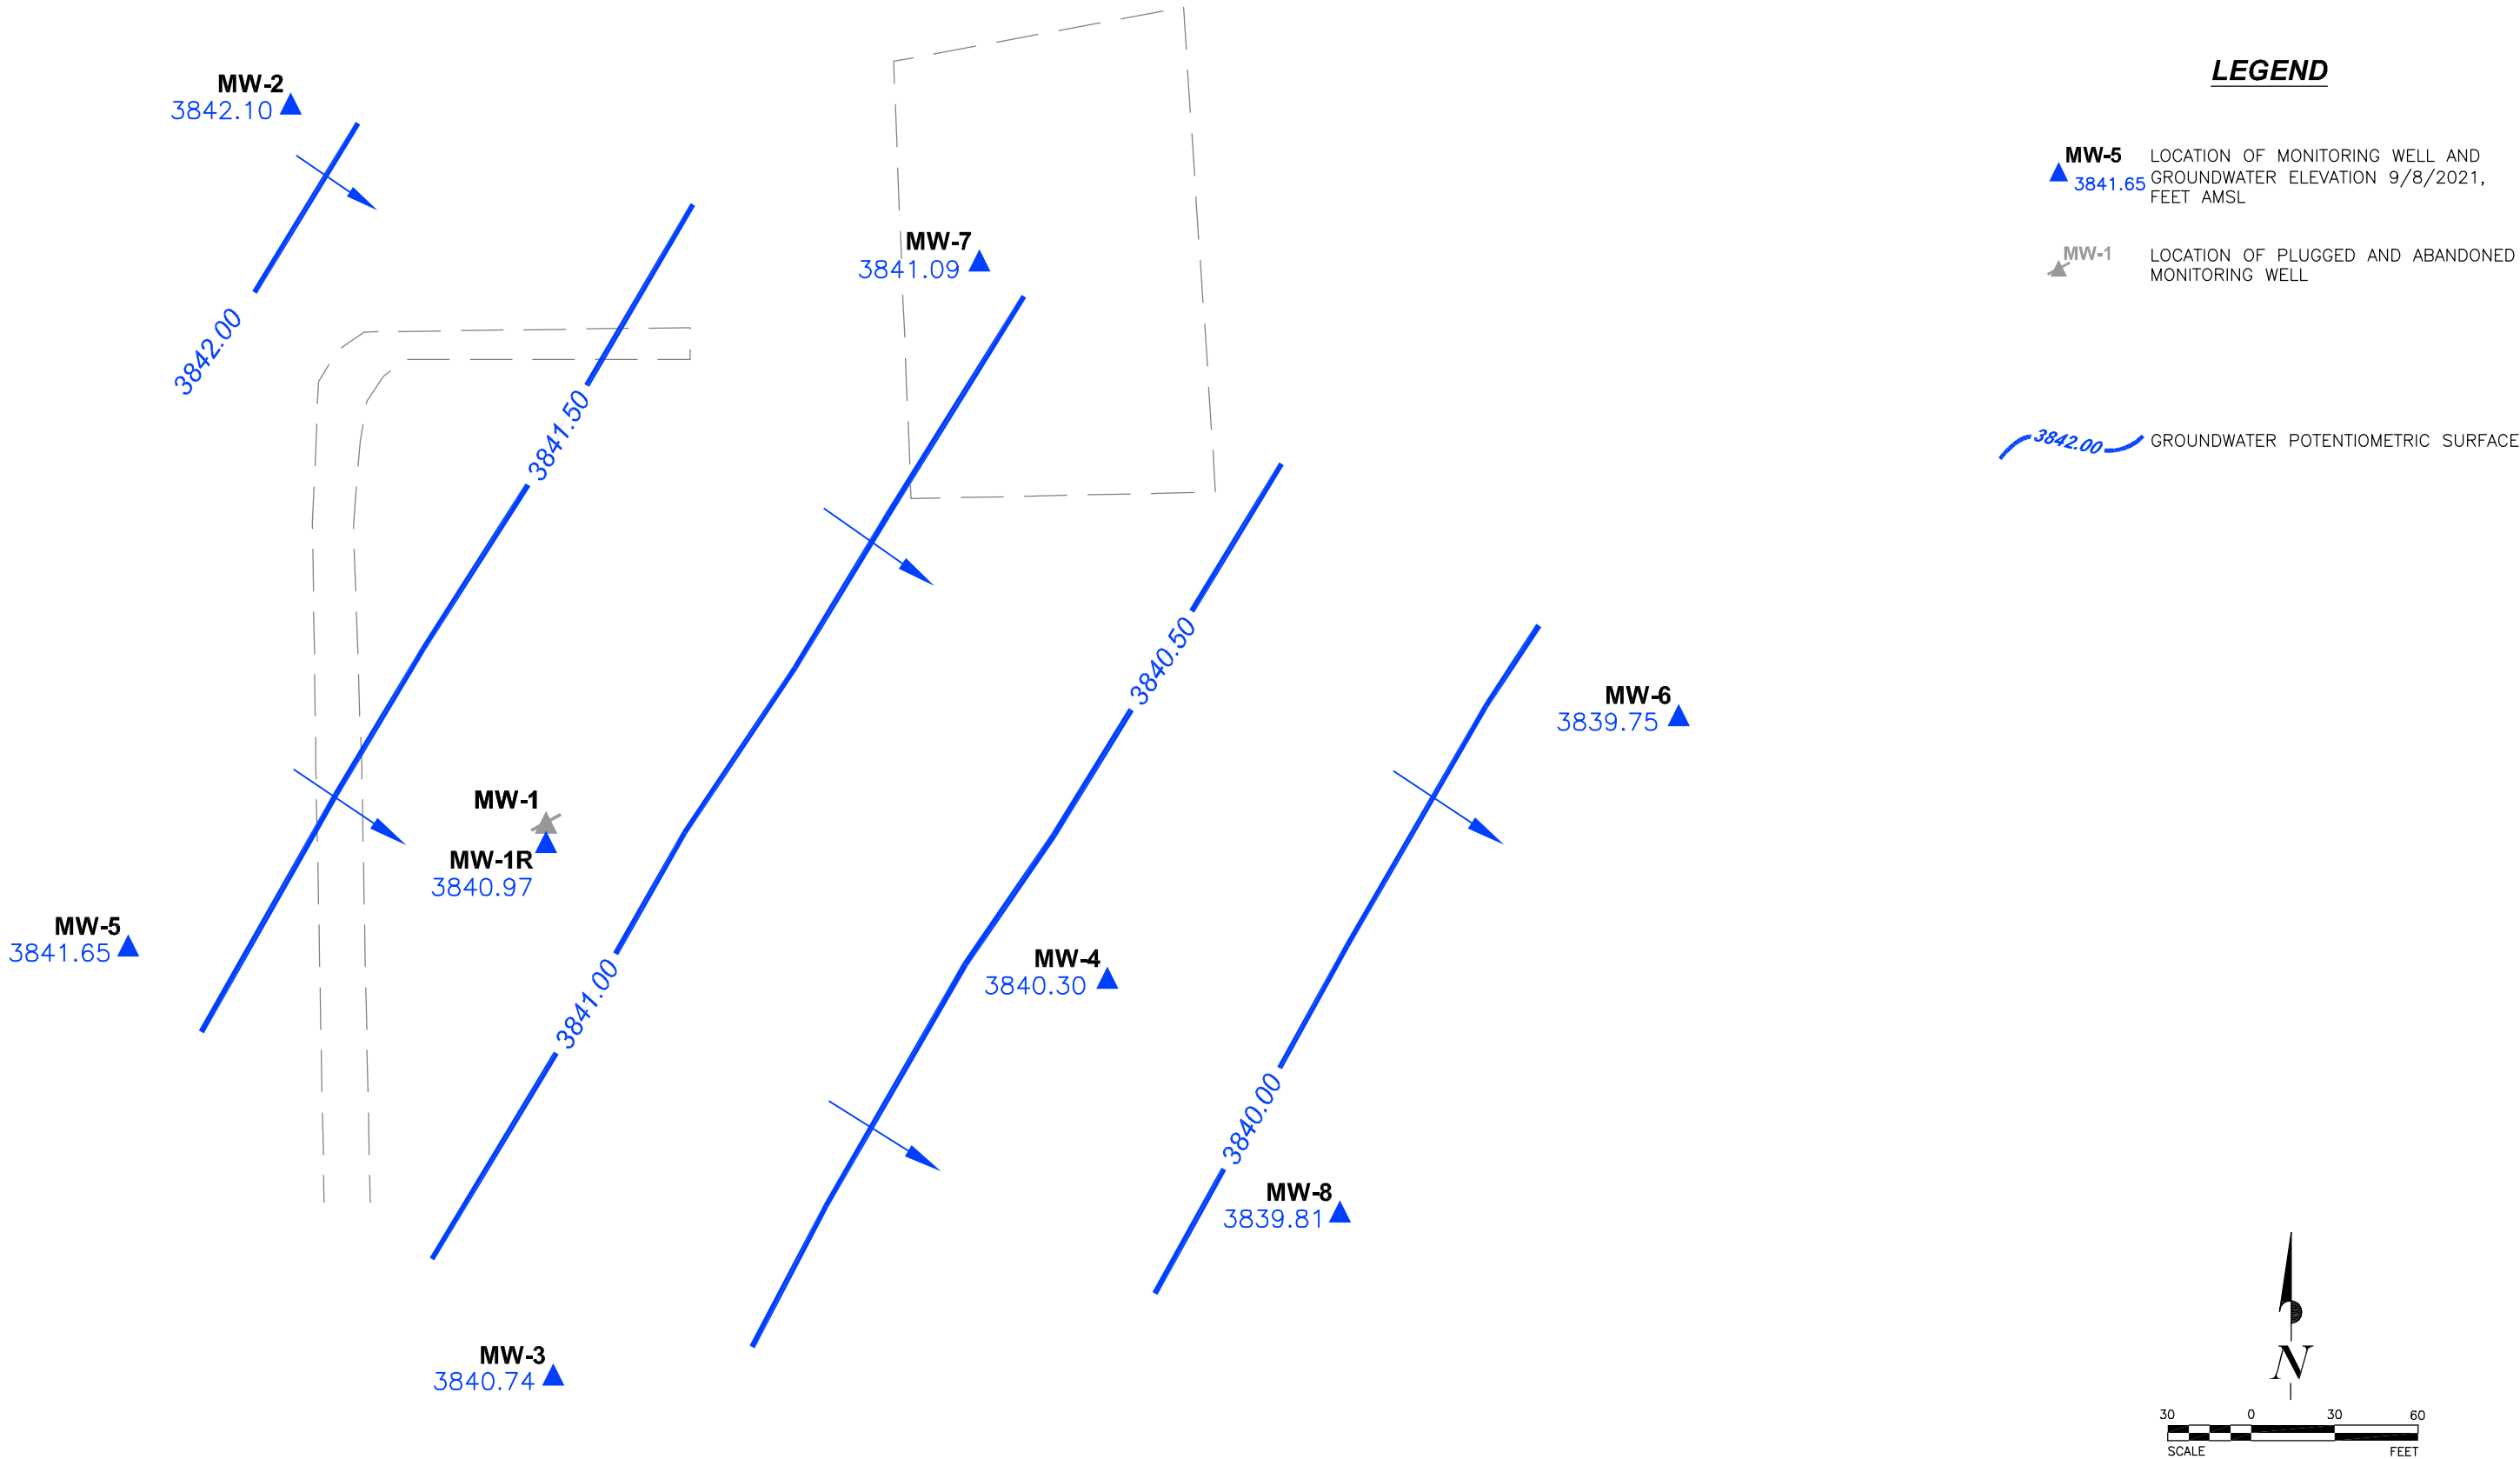 LEGEND
MW-2
3842.10
MW-5
3841.65
LOCATION OF MONITORING WELL AND
GROUNDWATER ELEVATION 9/8/2021,
FEET AMSL
MW-7
3841.09
MW-1
LOCATION OF PLUGGED AND ABANDONED
MONITORING WELL
3842.00
3841.50
3842.00
GROUNDWATER POTENTIOMETRIC SURFACE
3840.50
MW-6
3839.75
MW-1
MW-1R
3840.97
MW-5
3841.65
MW-4
3840.30
3841.00
3840.00
MW-8
3839.81
MW-3
3840.74
N
30 0 30 60
SCALE FEET